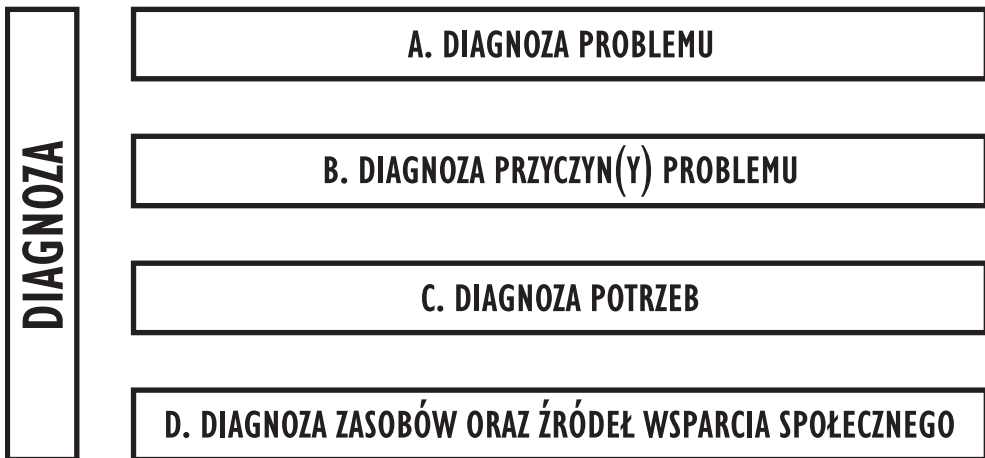 DIAGNOZA
A. DIAGNOZA PROBLEMU
B. DIAGNOZA PRZYCZYN(Y) PROBLEMU
C. DIAGNOZA POTRZEB
D. DIAGNOZA ZASOBÓW ORAZ ŹRÓDEŁ WSPARCIA SPOŁECZNEGO